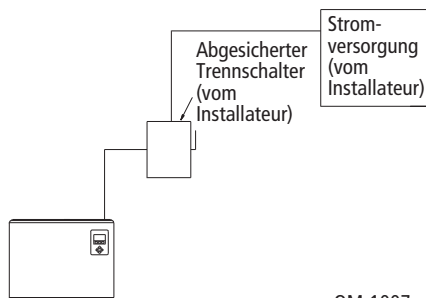 Abgesicherter
Trennschalter
(vom
Installateur)
Strom-
versorgung
(vom
Installateur)